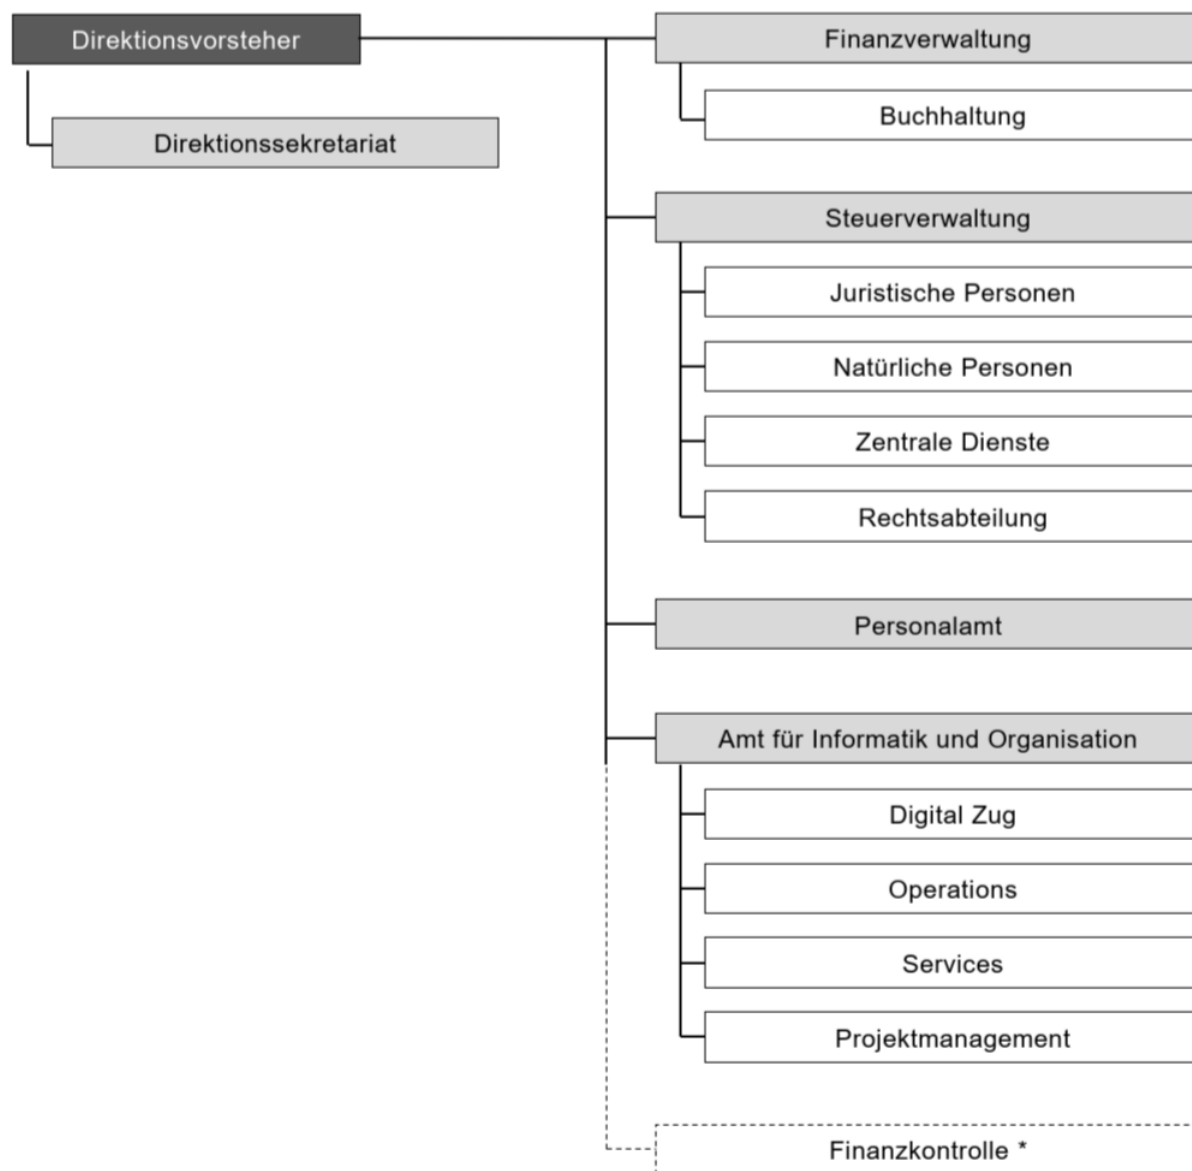 Direktionsvorsteher
Direktionssekretariat
Finanzverwaltung
Buchhaltung
Steuerverwaltung
Juristische Personen
Natürliche Personen
Zentrale Dienste
Rechtsabteilung
Personalamt
Amt für Informatik und Organisation
Digital Zug
Operations
Services
Projektmanagement
Finanzkontrolle *